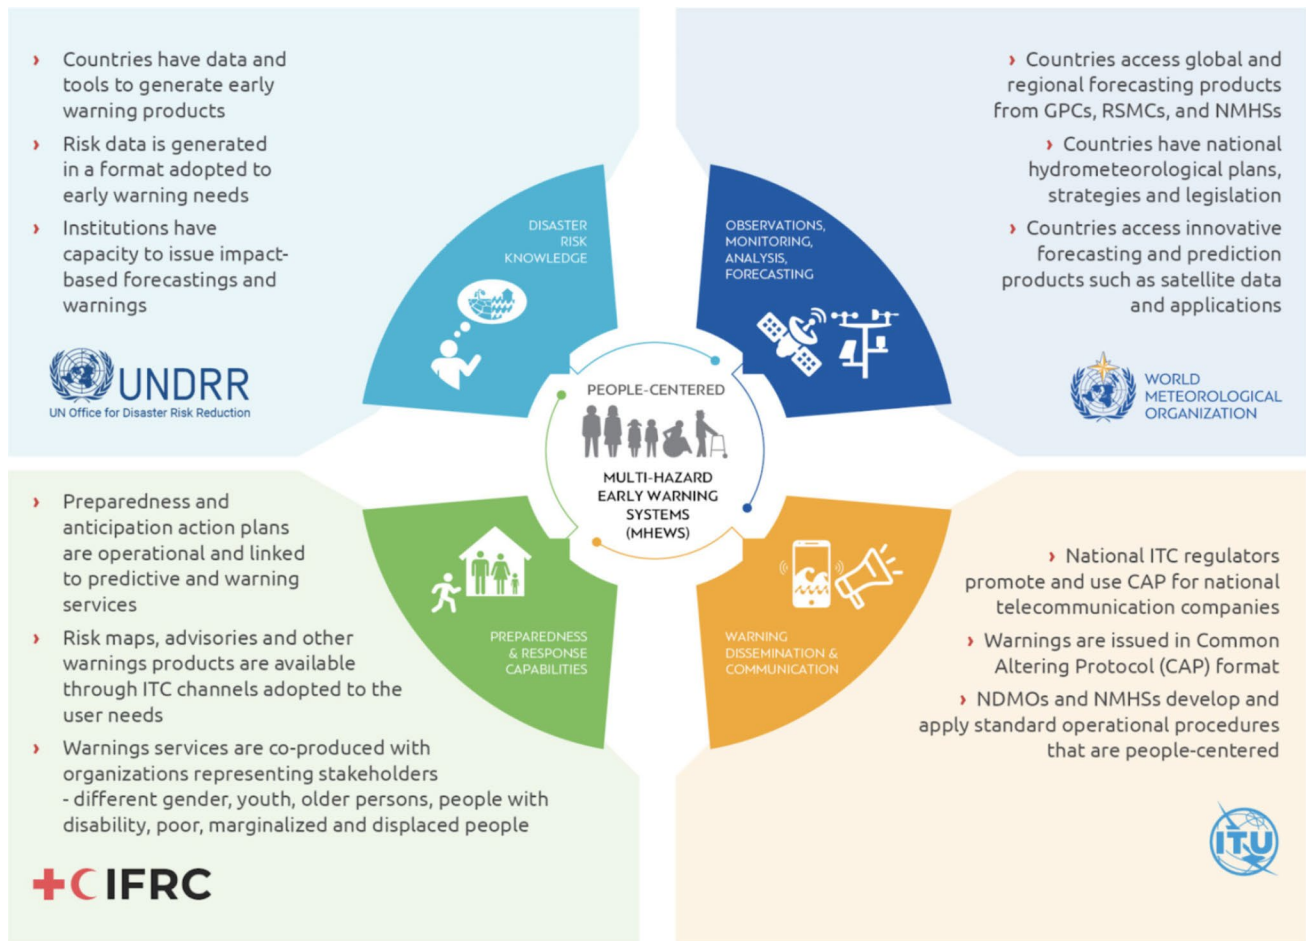 › Countries have data and
tools to generate early
warning products
› Risk data is generated
in a format adopted to
early warning needs
› Institutions have
capacity to issue impact-
based forecastings and
warnings
UNDRR
UN Office for Disaster Risk Reduction
› Countries access global and
regional forecasting products
from GPCs, RSMCs, and NMHSs
› Countries have national
hydrometeorological plans,
strategies and legislation
› Countries access innovative
forecasting and prediction
products such as satellite data
and applications
WORLD
METEOROLOGICAL
ORGANIZATION
DISASTER
RISK
KNOWLEDGE
OBSERVATIONS,
MONITORING,
ANALYSIS,
FORECASTING
PEOPLE-CENTERED
MULTI-HAZARD
EARLY WARNING
SYSTEMS
(MHEWS)
PREPAREDNESS
& RESPONSE
CAPABILITIES
WARNING
DISSEMINATION &
COMMUNICATION
› Preparedness and
anticipation action plans
are operational and linked
to predictive and warning
services
› Risk maps, advisories and other
warnings products are available
through ITC channels adopted to the
user needs
› Warnings services are co-produced with
organizations representing stakeholders
- different gender, youth, older persons, people with
disability, poor, marginalized and displaced people
IFRC
› National ITC regulators
promote and use CAP for national
telecommunication companies
› Warnings are issued in Common
Altering Protocol (CAP) format
› NDMOs and NMHSs develop and
apply standard operational procedures
that are people-centered
ITU